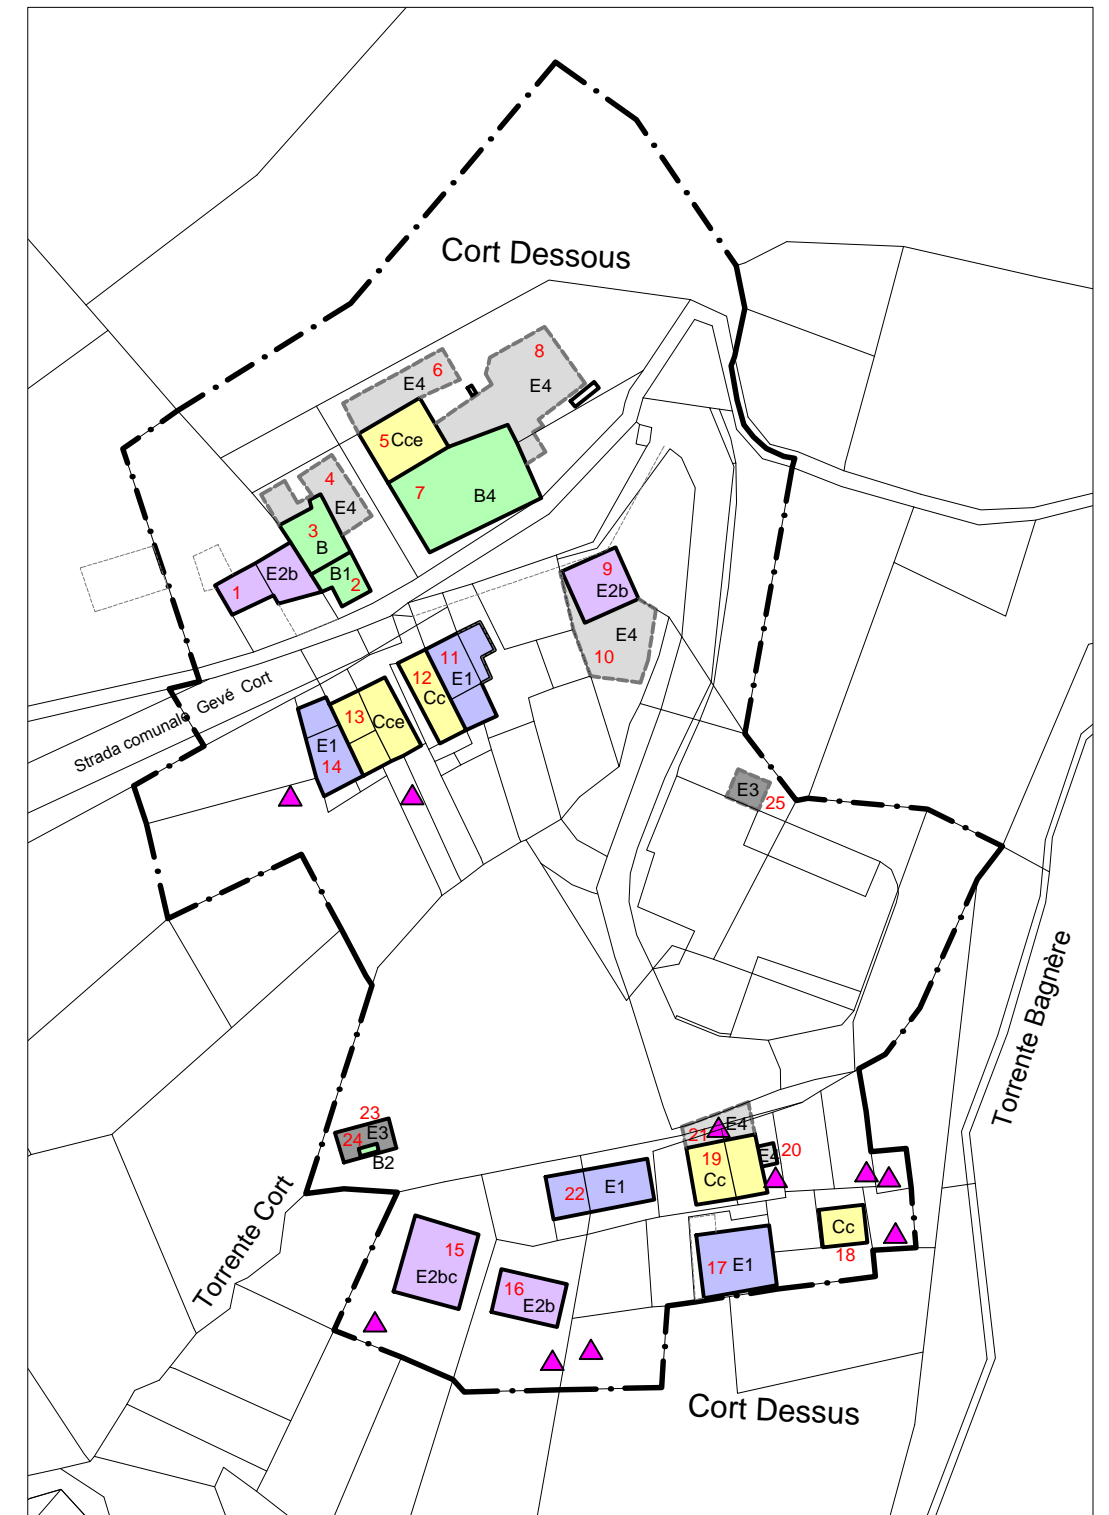 Cort Dessous
8
6
E4
E4
5
Cce
4
7
B4
E4
3
B
E2b
B1
2
1
9
E2b
E4
10
11
12
E1
Cc
Strada comunale Gevé Cort
13
Cce
E1
14
E3
25
Torrente Bagnère
23
24
E3
B2
E4
21
E4
20
19
Cc
22
E1
Torrente Cort
Cc
18
15
E2bc
17
E1
16
E2b
Cort Dessus